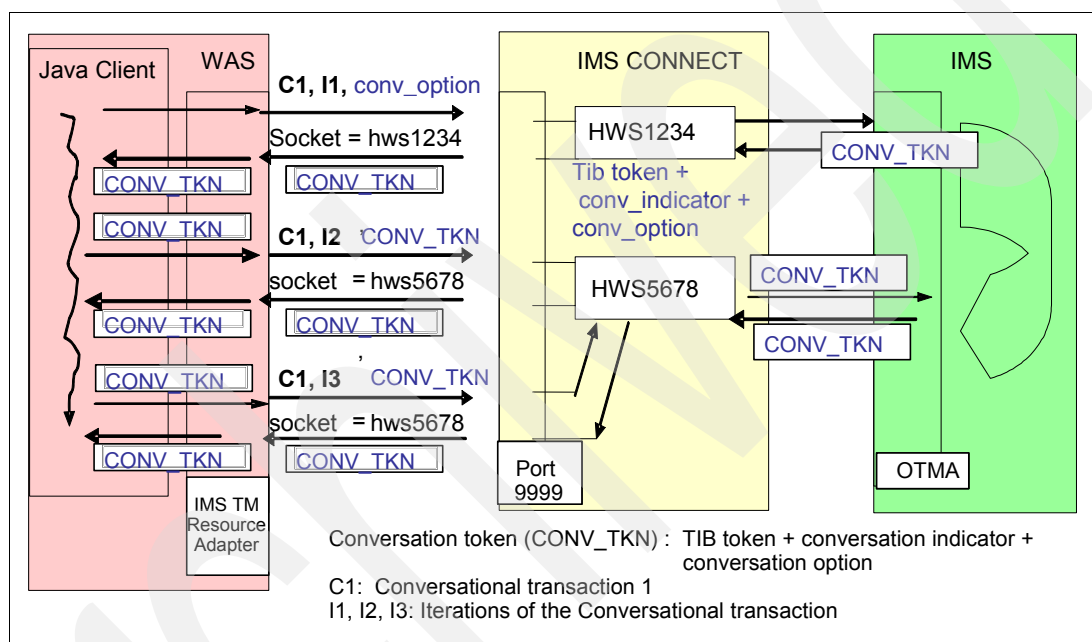 Java Client
WAS
IMS CONNECT
IMS
C1, I1, conv_option
Socket = hws1234
CONV_TKN
CONV_TKN
HWS1234
CONV_TKN
Tib token +
conv_indicator +
conv_option
CONV_TKN
C1, I2 ' CONV_TKN
socket = hws5678
CONV_TKN
CONV_TKN
HWS5678
CONV_TKN
CONV_TKN
,
CONV_TKN
C1, I3 CONV_TKN
socket = hws5678
CONV_TKN
CONV_TKN
Port
9999
OTMA
IMS TM
Resource
Adapter
Conversation token (CONV_TKN) : TIB token + conversation indicator +
conversation option
C1: Conversational transaction 1
I1, I2, I3: Iterations of the Conversational transaction